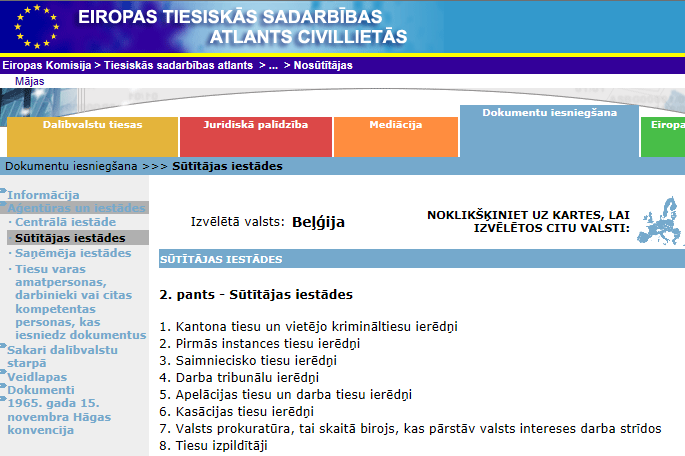 EIROPAS TIESISKĀS SADARBĪBAS
ATLANTS CIVILLIETĀS
Eiropas Komisija > Tiesiskās sadarbības atlants > ... > Nosūtītājas
Mājas
Dalībvalstu tiesas
Juridiskā palīdzība
Mediācija
Dokumentu iesniegšana
Eiropa
Dokumentu iesniegšana >>> Sūtītājas iestādes
Informācija
Aģentūras un iestādes
· Centrālā iestāde
· Sūtītājas iestādes
· Saņēmēja iestādes
· Tiesu varas
amatpersonas,
darbinieki vai citas
kompetentas
personas, kas
iesniedz dokumentus
Sakari dalībvalstu
starpā
Veidlapas
Dokumenti
1965. gada 15.
novembra Hāgas
konvencija
Izvēlētā valsts: Beļģija
NOKLIKŠĶINIET UZ KARTES, LAI
IZVĒLĒTOS CITU VALSTI:
SŪTĪTĀJAS IESTĀDES
2. pants - Sūtītājas iestādes
1. Kantona tiesu un vietējo krimināltiesu ierēdņi
2. Pirmās instances tiesu ierēdņi
3. Saimniecisko tiesu ierēdņi
4. Darba tribunālu ierēdņi
5. Apelācijas tiesu un darba tiesu ierēdņi
6. Kasācijas tiesu ierēdņi
7. Valsts prokuratūra, tai skaitā birojs, kas pārstāv valsts intereses darba strīdos
8. Tiesu izpildītāji